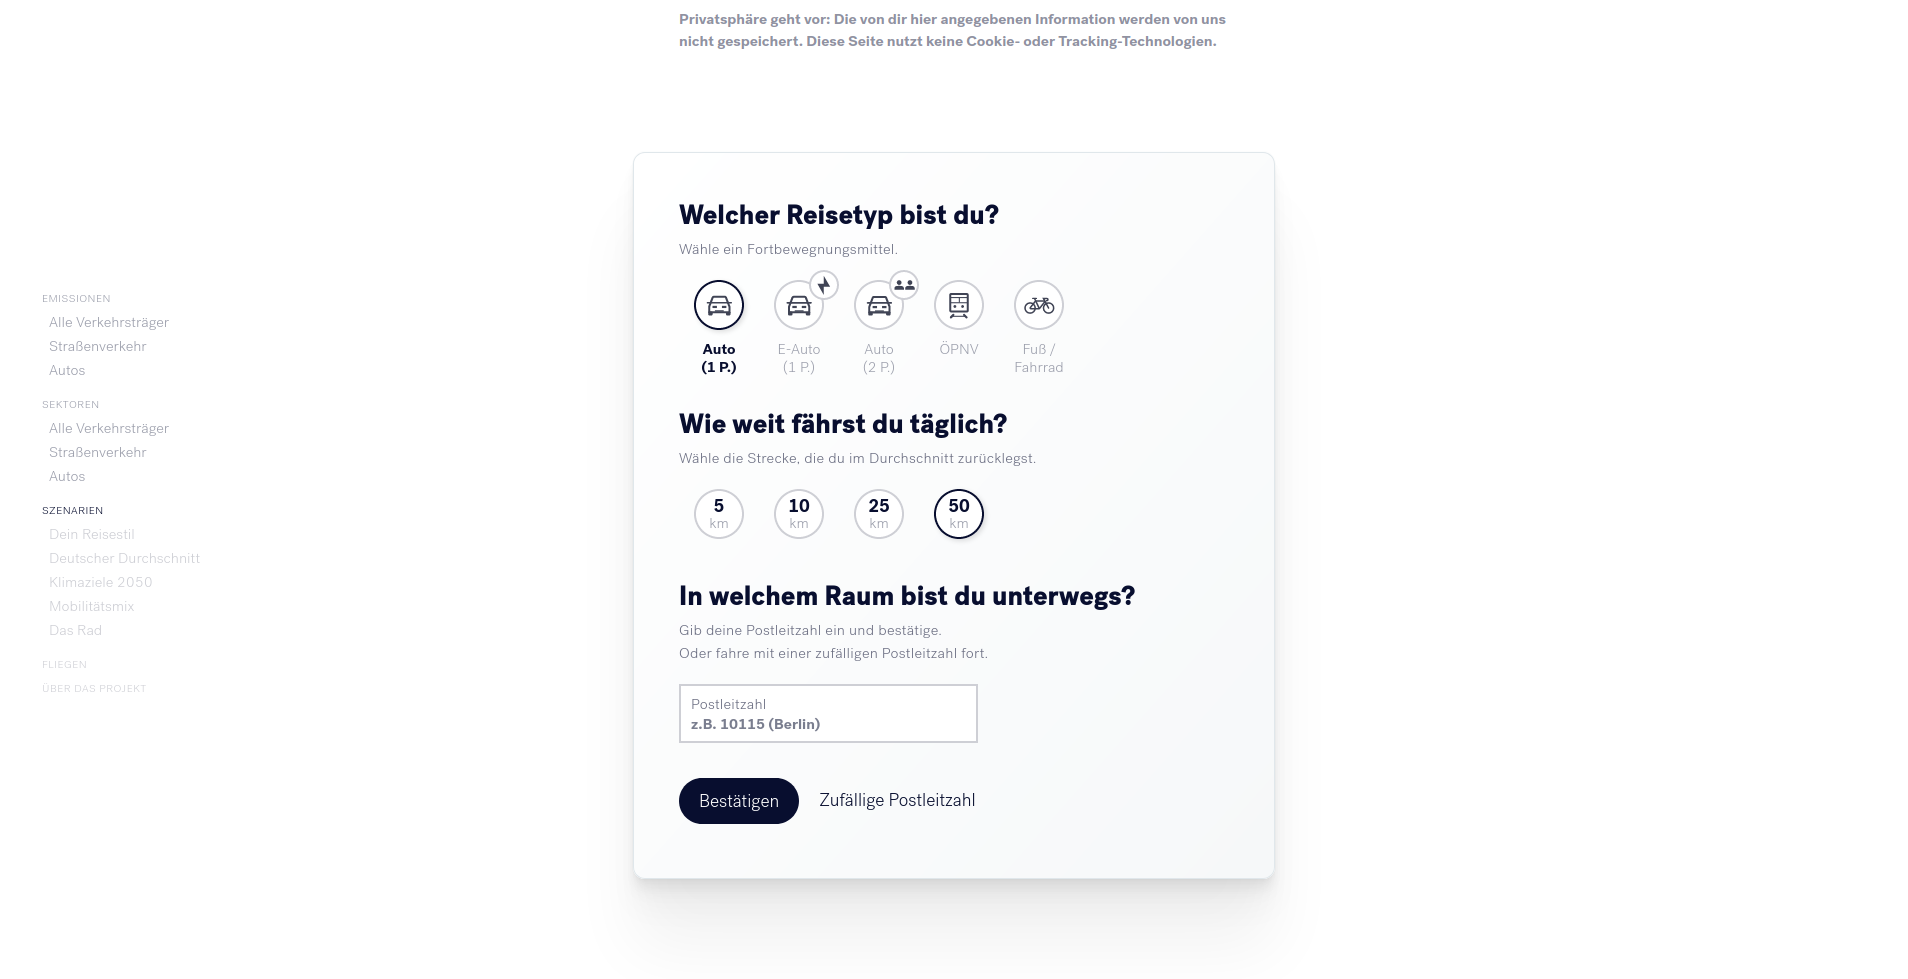 Privatsphäre geht vor: Die von dir hier angegebenen Information werden von uns
nicht gespeichert. Diese Seite nutzt keine Cookie- oder Tracking-Technologien.
EMISSIONEN
Alle Verkehrsträger
Straßenverkehr
Autos
SEKTOREN
Alle Verkehrsträger
Straßenverkehr
Autos
SZENARIEN
Dein Reisestil
Deutscher Durchschnitt
Klimaziele 2050
Mobilitätsmix
Das Rad
FLIEGEN
ÜBER DAS PROJEKT
Welcher Reisetyp bist du?
Wähle ein Fortbewegungsmittel.
Auto
(1 P.)
E-Auto
(1 P.)
Auto
(2 P.)
ÖPNV
Fuß /
Fahrrad
Wie weit fährst du täglich?
Wähle die Strecke, die du im Durchschnitt zurücklegst.
5
km
10
km
25
km
50
km
In welchem Raum bist du unterwegs?
Gib deine Postleitzahl ein und bestätige.
Oder fahre mit einer zufälligen Postleitzahl fort.
Postleitzahl
z.B. 10115 (Berlin)
Bestätigen Zufällige Postleitzahl